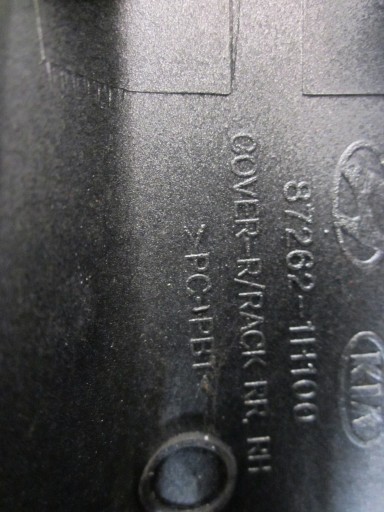 KIA
87262-1H100
COVER-R/RACK RR, RH
>PC+PBT